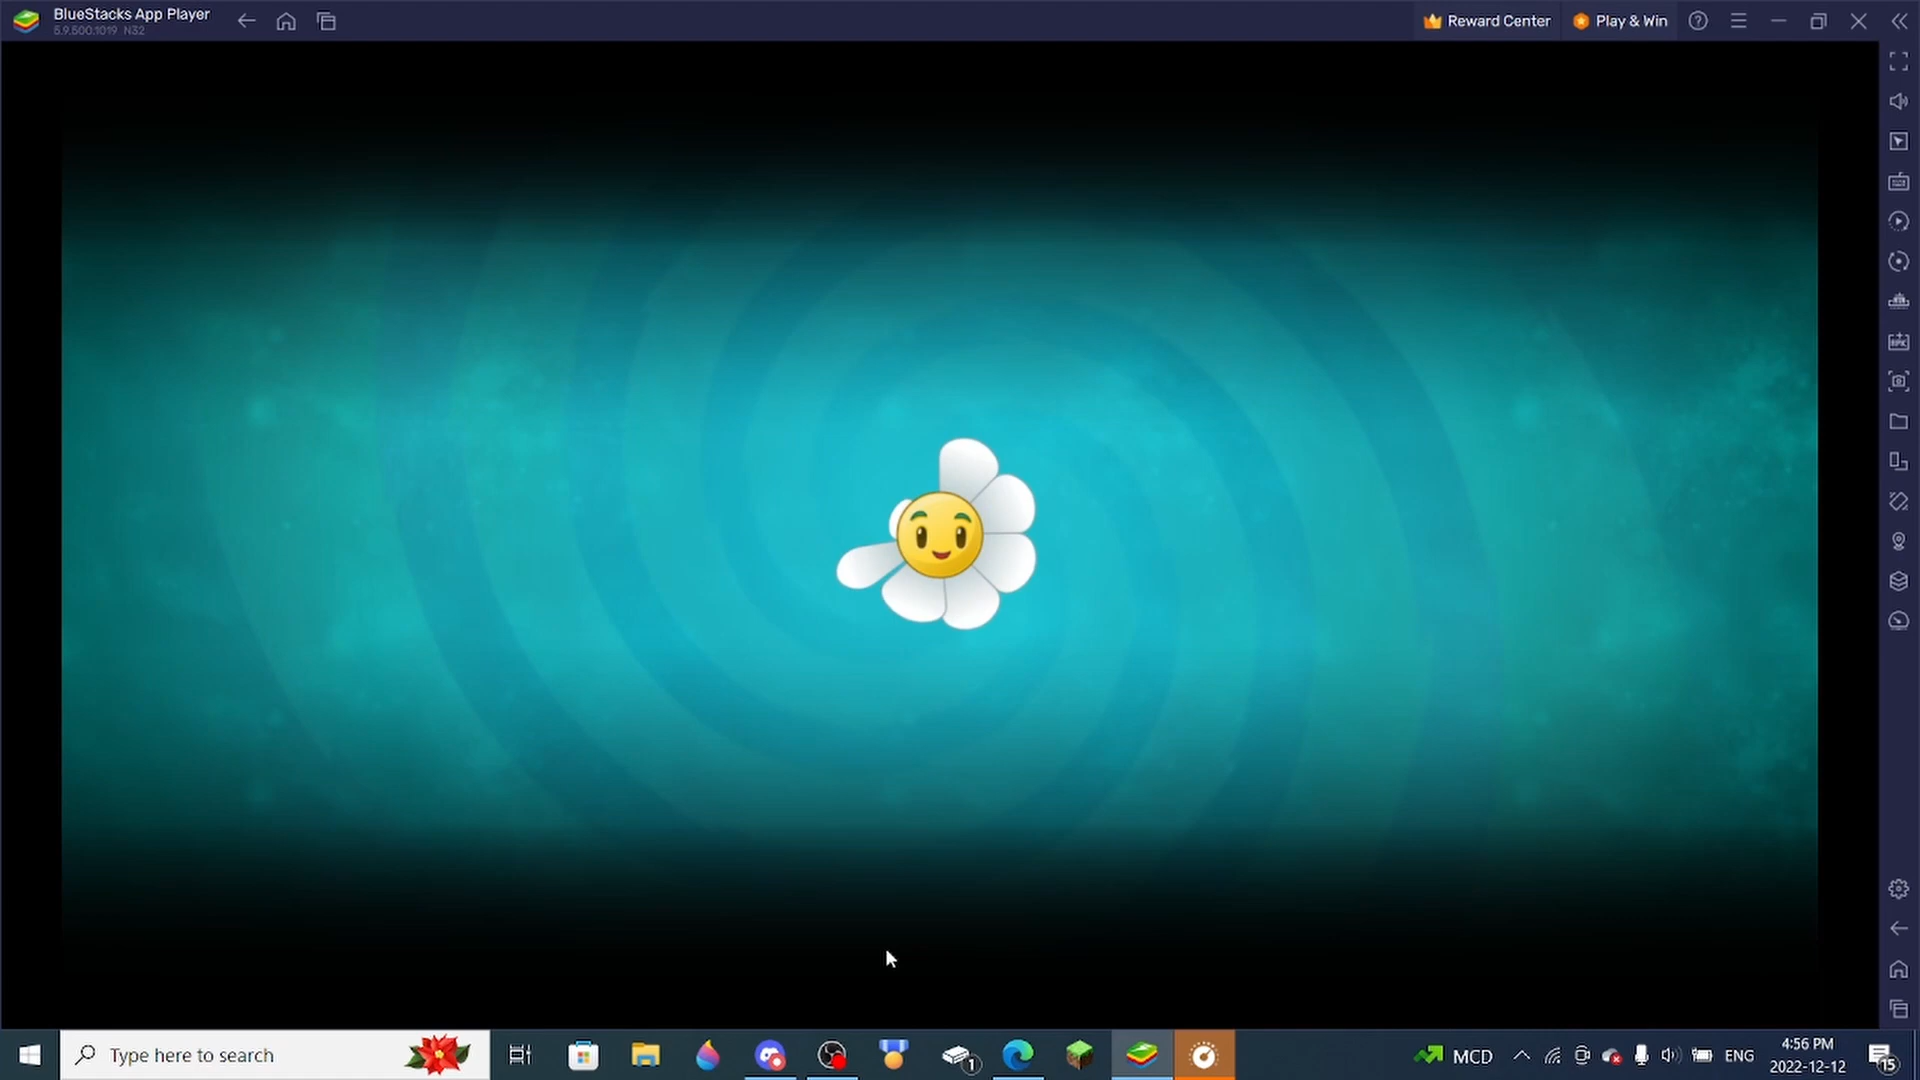 BlueStacks App Player
5.9.500.1019 N32
Reward Center
Play & Win
Type here to search
1
MCD
ENG
4:56 PM
2022-12-12
15